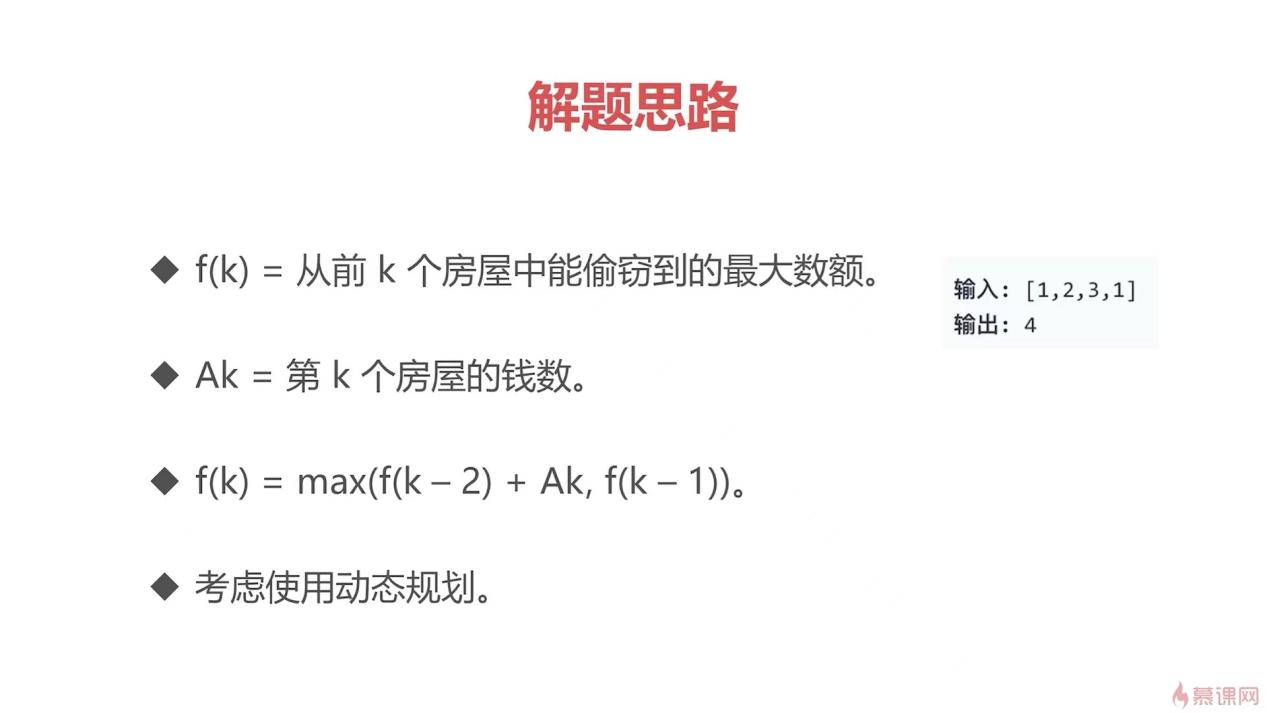 解题思路
◆ f(k) = 从前 k 个房屋中能偷窃到的最大数额。
输入: [1,2,3,1]
输出: 4
◆ Ak = 第 k 个房屋的钱数。
◆ f(k) = max(f(k – 2) + Ak, f(k – 1))。
◆ 考虑使用动态规划。
慕课网